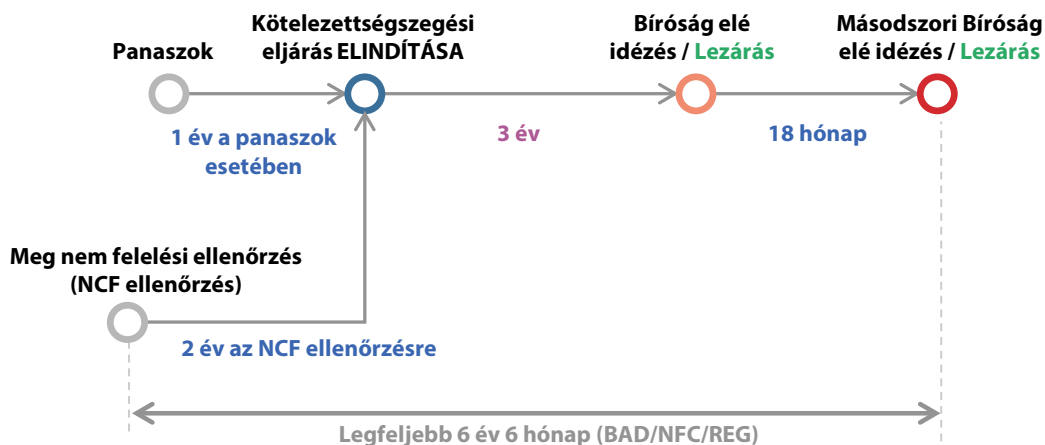 Panaszok
Kötelezettségszegési
eljárás ELINDÍTÁSA
Bíróság elé
idézés / Lezárás
Másodszori Bíróság
elé idézés / Lezárás
1 év a panaszok
esetében
3 év
18 hónap
Meg nem felelési ellenőrzés
(NCF ellenőrzés)
2 év az NCF ellenőrzésre
Legfeljebb 6 év 6 hónap (BAD/NFC/REG)